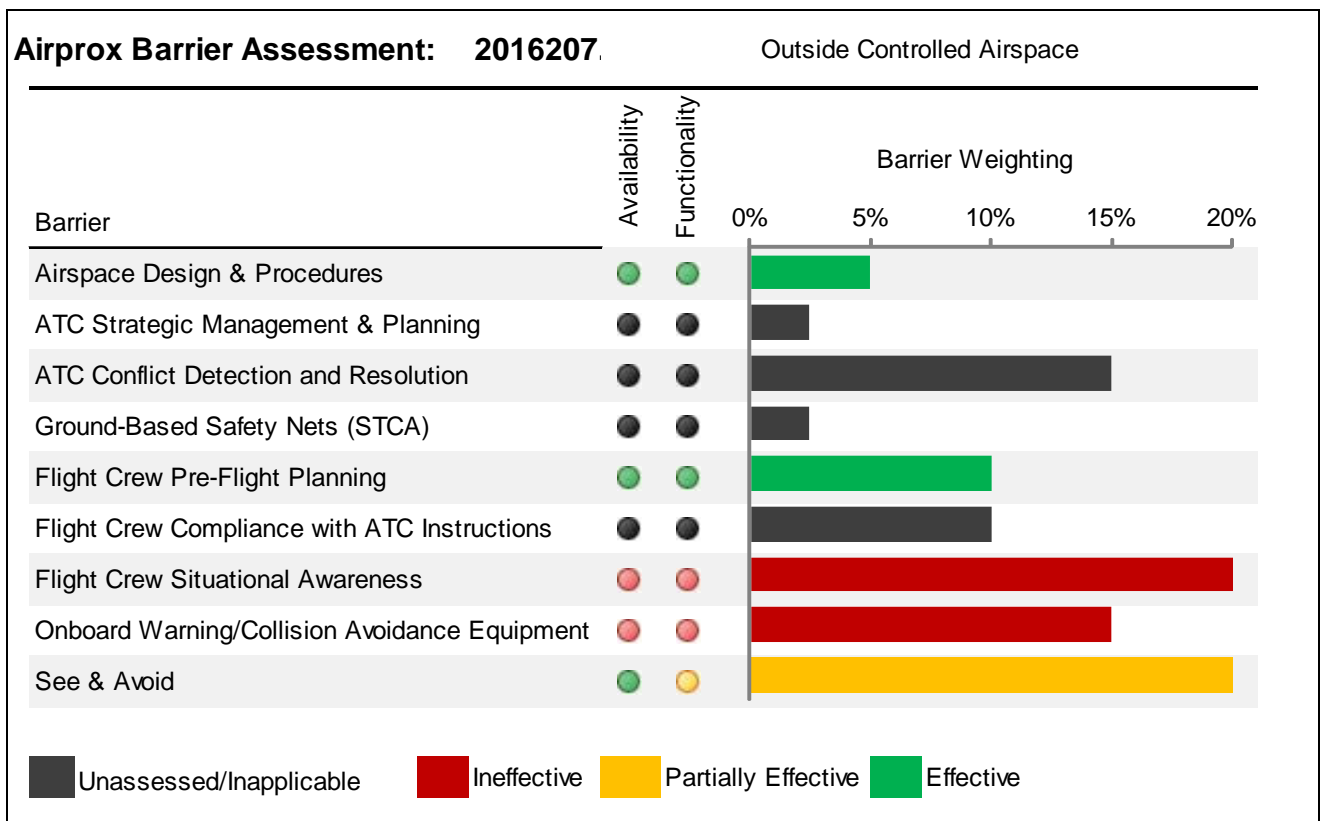 Airprox Barrier Assessment: 2016207. Outside Controlled Airspace
Availability
Functionality
Barrier Weighting
Barrier
0% 5% 10% 15% 20%
Airspace Design & Procedures
ATC Strategic Management & Planning
ATC Conflict Detection and Resolution
Ground-Based Safety Nets (STCA)
Flight Crew Pre-Flight Planning
Flight Crew Compliance with ATC Instructions
Flight Crew Situational Awareness
Onboard Warning/Collision Avoidance Equipment
See & Avoid
Unassessed/Inapplicable Ineffective Partially Effective Effective